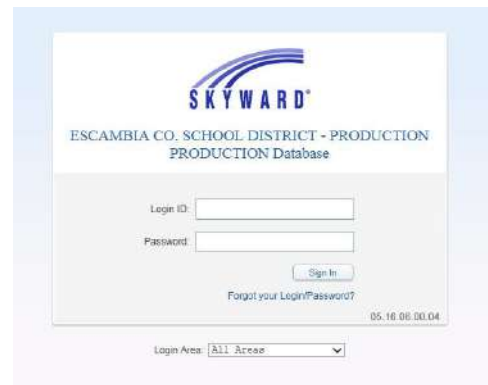 SKYWARD®
ESCAMBIA CO. SCHOOL DISTRICT - PRODUCTION
PRODUCTION Database
Login ID:
Password:
Sign In
Forgot your Login/Password?
05.16.06.00.04
Login Area: All Areas